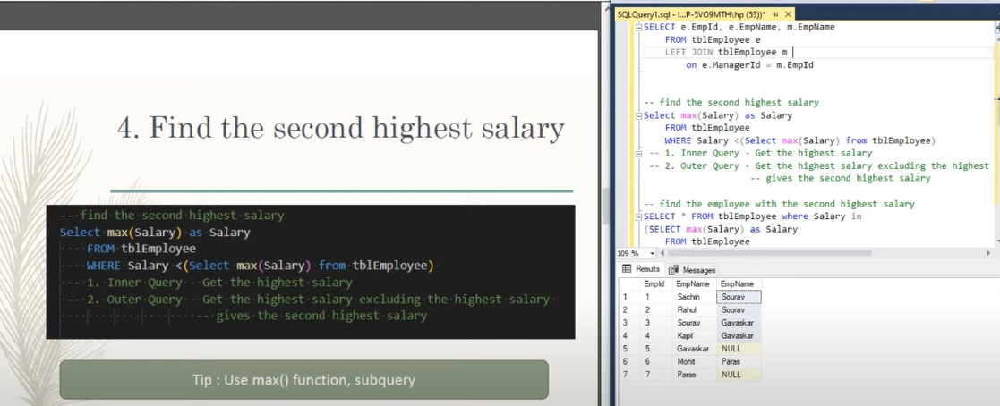 4. Find the second highest salary
-- find the second highest salary
Select max(Salary) as Salary
FROM tblEmployee
WHERE Salary <(Select max(Salary) from tblEmployee)
-- 1. Inner Query - Get the highest salary
-- 2. Outer Query - Get the highest salary excluding the highest salary
-- gives the second highest salary
Tip : Use max() function, subquery
SQLQuery1.sql - l...P-5VO9MTH\hp (53))*
SELECT e.EmpId, e.EmpName, m.EmpName
FROM tblEmployee e
LEFT JOIN tblEmployee m
on e.ManagerId = m.EmpId
-- find the second highest salary
Select max(Salary) as Salary
FROM tblEmployee
WHERE Salary <(Select max(Salary) from tblEmployee)
-- 1. Inner Query - Get the highest salary
-- 2. Outer Query - Get the highest salary excluding the highest
-- gives the second highest salary
-- find the employee with the second highest salary
SELECT * FROM tblEmployee where Salary in
(SELECT max(Salary) as Salary
FROM tblEmployee
109 %
Results Messages
EmpId EmpName EmpName
1 1 Sachin Sourav
2 2 Rahul Sourav
3 3 Sourav Gavaskar
4 4 Kapil Gavaskar
5 5 Gavaskar NULL
6 6 Mohit Paras
7 7 Paras NULL